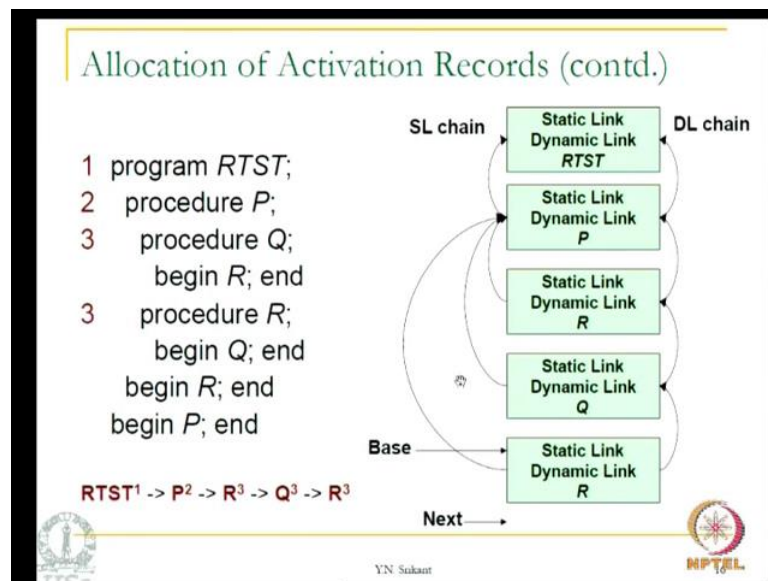 Allocation of Activation Records (contd.)
1 program RTST;
2 procedure P;
3 procedure Q;
begin R; end
3 procedure R;
begin Q; end
begin R; end
begin P; end
RTST¹ -> P² -> R³ -> Q³ -> R³
SL chain
DL chain
Static Link
Dynamic Link
RTST
Static Link
Dynamic Link
P
Static Link
Dynamic Link
R
Static Link
Dynamic Link
Q
Base
Static Link
Dynamic Link
R
Next
Y.N. Srikant
NPTEL